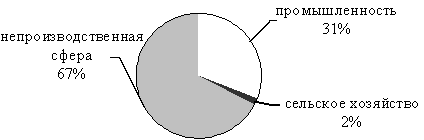 промышленность
31%
непроизводственная
сфера
67%
сельское хозяйство
2%